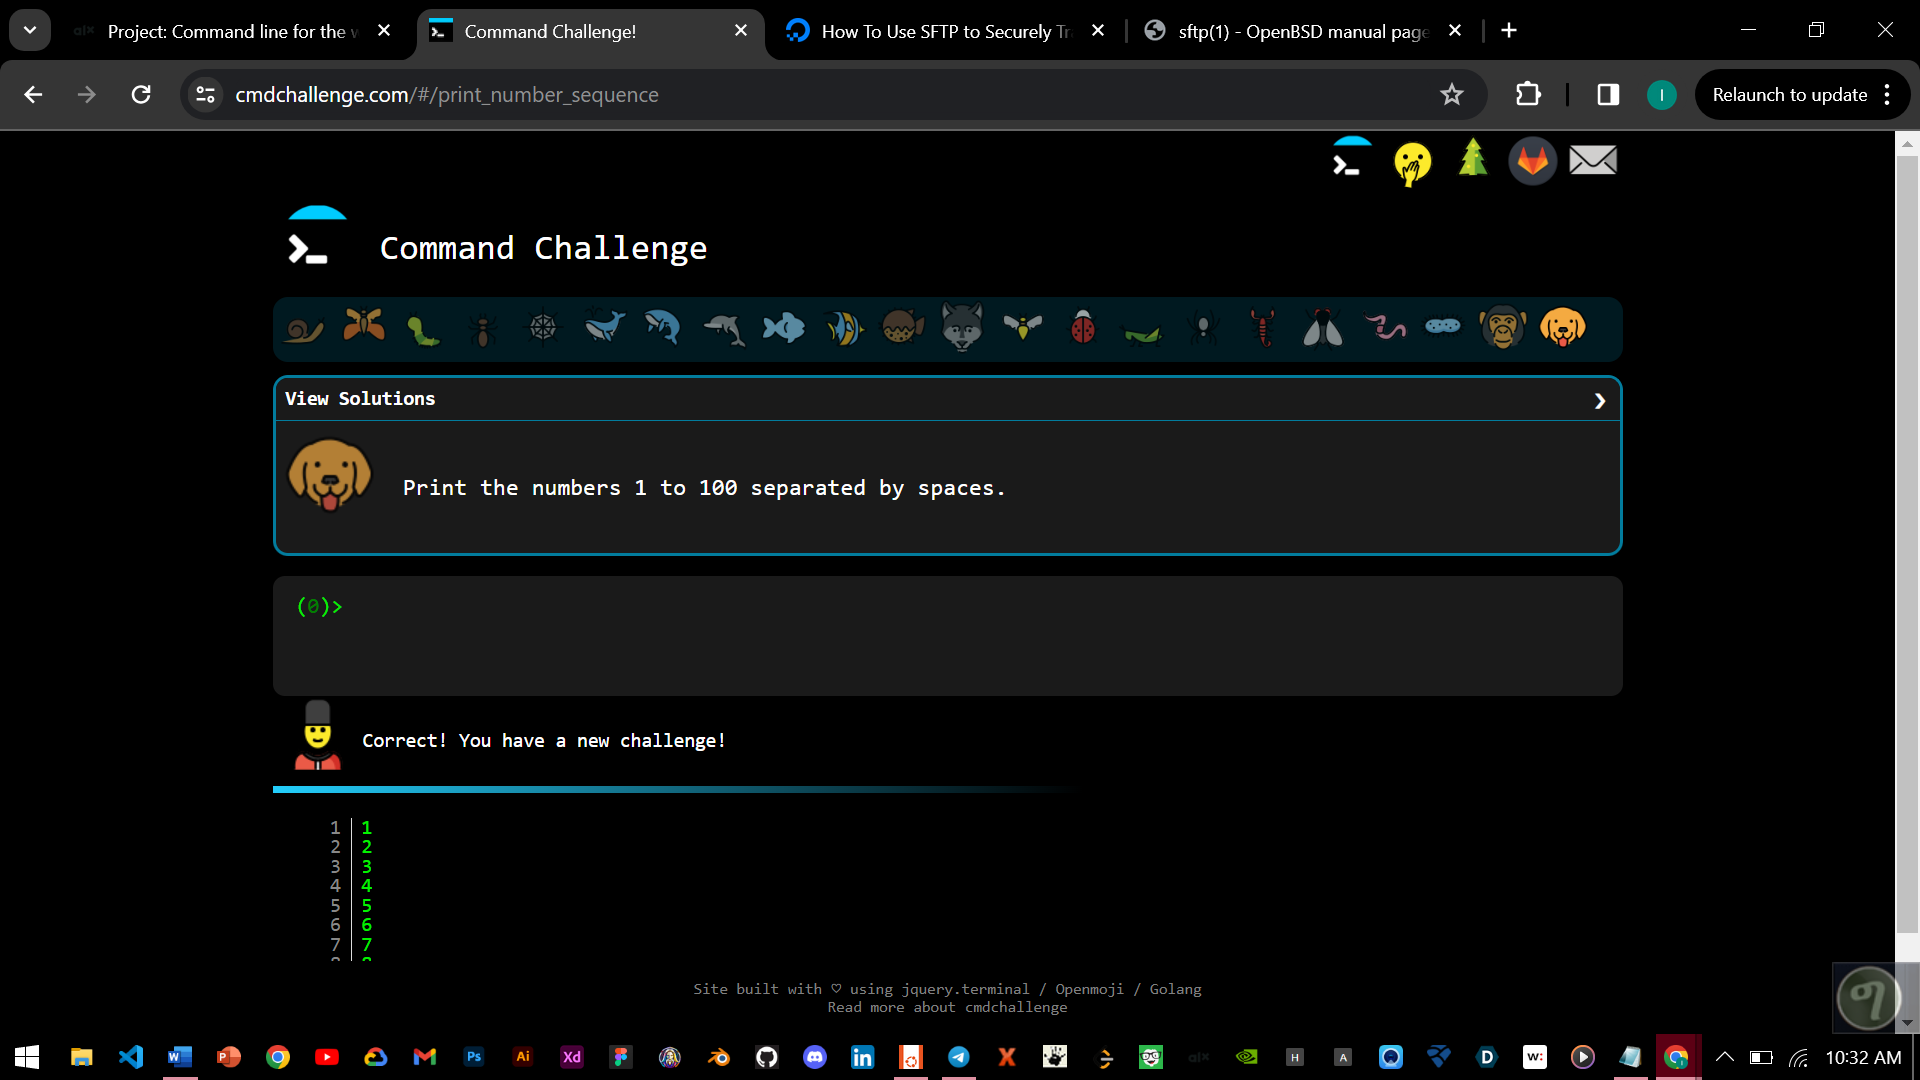 Project: Command line for the w
Command Challenge!
How To Use SFTP to Securely Tr
sftp(1) - OpenBSD manual page
cmdchallenge.com/#/print_number_sequence
I
Relaunch to update
Command Challenge
View Solutions
Print the numbers 1 to 100 separated by spaces.
(0)>
Correct! You have a new challenge!
1 1
2 2
3 3
4 4
5 5
6 6
7 7
Site built with ♡ using jquery.terminal / Openmoji / Golang
Read more about cmdchallenge
10:32 AM